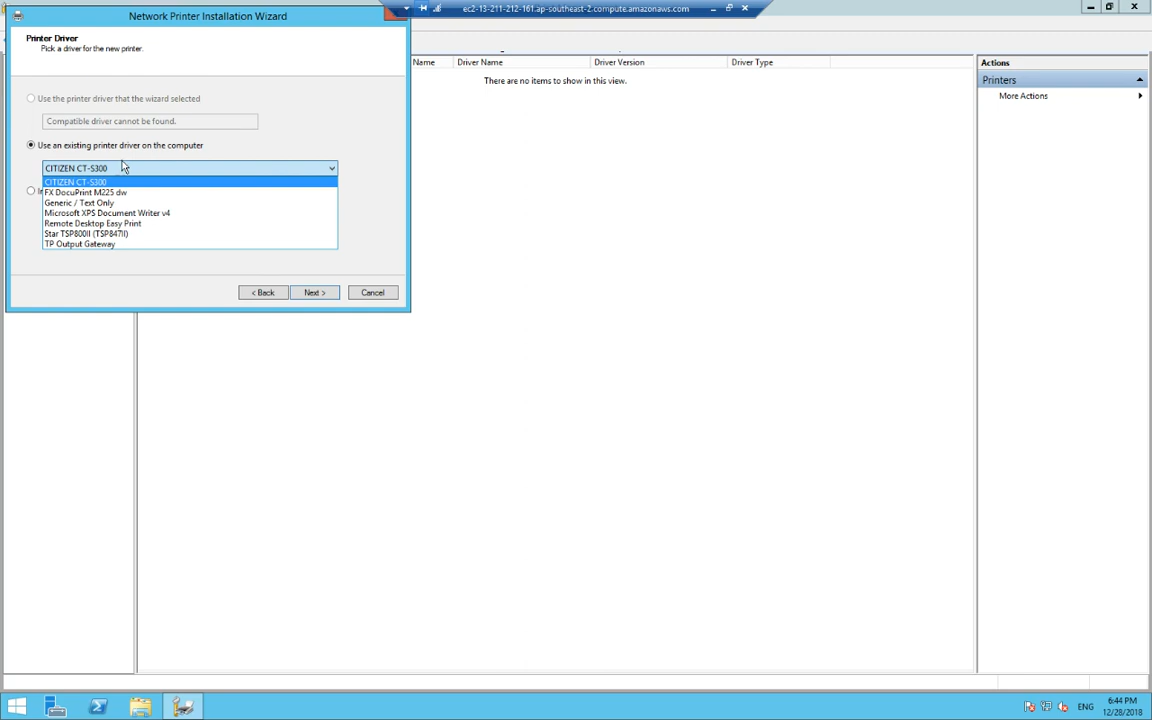 Network Printer Installation Wizard
ec2-13-211-212-161.ap-southeast-2.compute.amazonaws.com
Printer Driver
Pick a driver for the new printer.
Name
Driver Name
Driver Version
Driver Type
Actions
There are no items to show in this view.
Printers
More Actions
Use the printer driver that the wizard selected
Compatible driver cannot be found.
Use an existing printer driver on the computer
CITIZEN CT-S300
CITIZEN CT-S300
FX DocuPrint M225 dw
Generic / Text Only
Microsoft XPS Document Writer v4
Remote Desktop Easy Print
Star TSP800II (TSP847II)
TP Output Gateway
< Back
Next >
Cancel
ENG
6:44 PM
12/28/2018